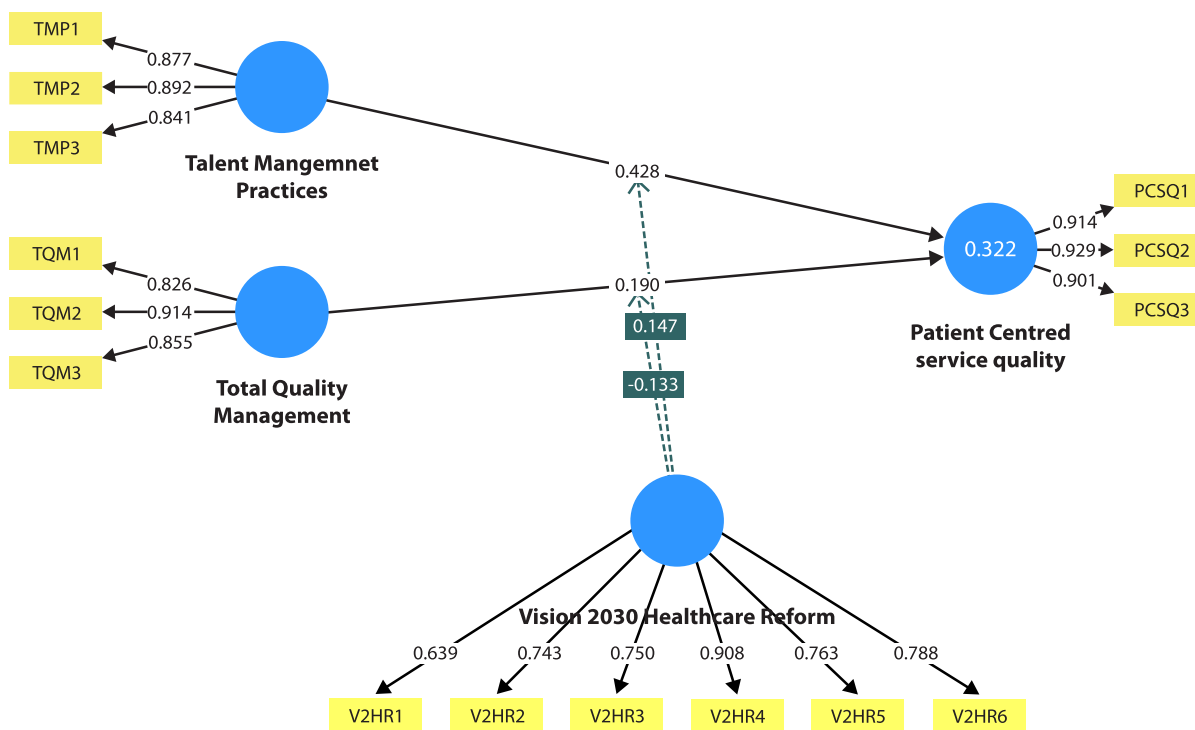 TMP1
0.877
TMP2
0.892
TMP3
0.841
Talent Mangemnet
Practices
0.428
TQM1
0.826
TQM2
0.914
TQM3
0.855
Total Quality
Management
0.190
0.147
-0.133
0.322
PCSQ1
0.914
PCSQ2
0.929
PCSQ3
0.901
Patient Centred
service quality
Vision 2030 Healthcare Reform
0.639
0.743
0.750
0.908
0.763
0.788
V2HR1
V2HR2
V2HR3
V2HR4
V2HR5
V2HR6